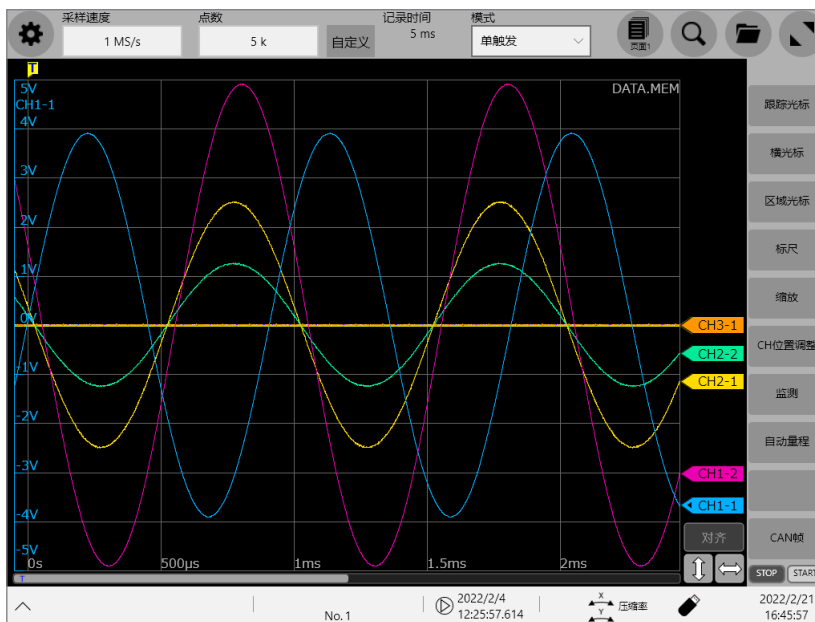 采样速度
点数
记录时间
模式
1 MS/s
5 k
自定义
5 ms
单触发
页面1
T
DATA.MEM
5V
CH1-1
4V
3V
2V
1V
0V
-1V
-2V
-3V
-4V
-5V
0s
500µs
1ms
1.5ms
2ms
T
CH3-1
CH2-2
CH2-1
CH1-2
CH1-1
对齐
跟踪光标
横光标
区域光标
标尺
缩放
CH位置调整
监测
自动量程
CAN帧
STOP
START
No. 1
2022/2/4
12:25:57.614
X
Y
压缩率
2022/2/21
16:45:57